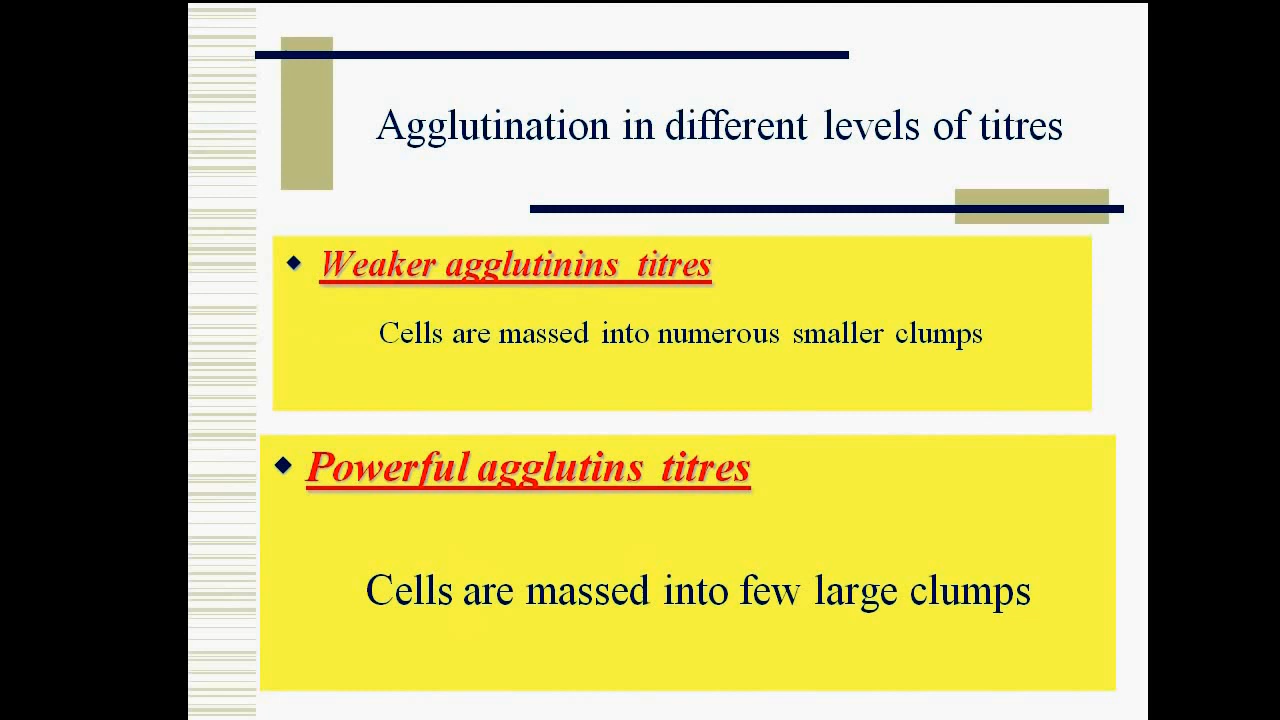 Agglutination in different levels of titres
Weaker agglutinins titres
Cells are massed into numerous smaller clumps
Powerful agglutins titres
Cells are massed into few large clumps